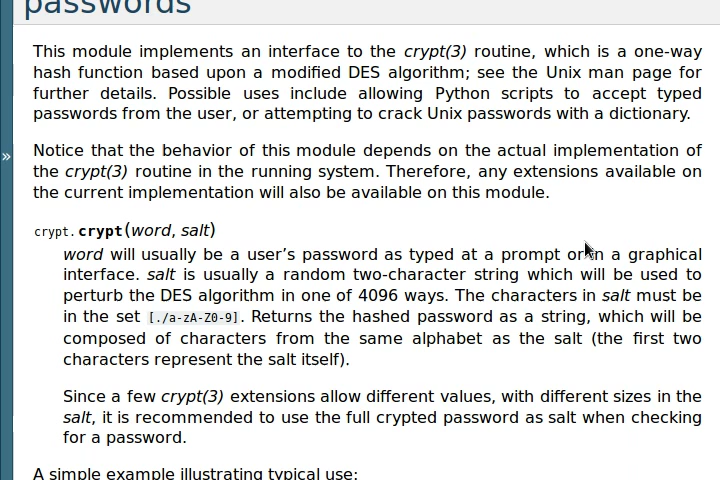 passwords
This module implements an interface to the crypt(3) routine, which is a one-way
hash function based upon a modified DES algorithm; see the Unix man page for
further details. Possible uses include allowing Python scripts to accept typed
passwords from the user, or attempting to crack Unix passwords with a dictionary.
Notice that the behavior of this module depends on the actual implementation of
the crypt(3) routine in the running system. Therefore, any extensions available on
the current implementation will also be available on this module.
»
crypt.crypt(word, salt)
word will usually be a user’s password as typed at a prompt or in a graphical
interface. salt is usually a random two-character string which will be used to
perturb the DES algorithm in one of 4096 ways. The characters in salt must be
in the set [./a-zA-Z0-9]. Returns the hashed password as a string, which will be
composed of characters from the same alphabet as the salt (the first two
characters represent the salt itself).
Since a few crypt(3) extensions allow different values, with different sizes in the
salt, it is recommended to use the full crypted password as salt when checking
for a password.
A simple example illustrating typical use: